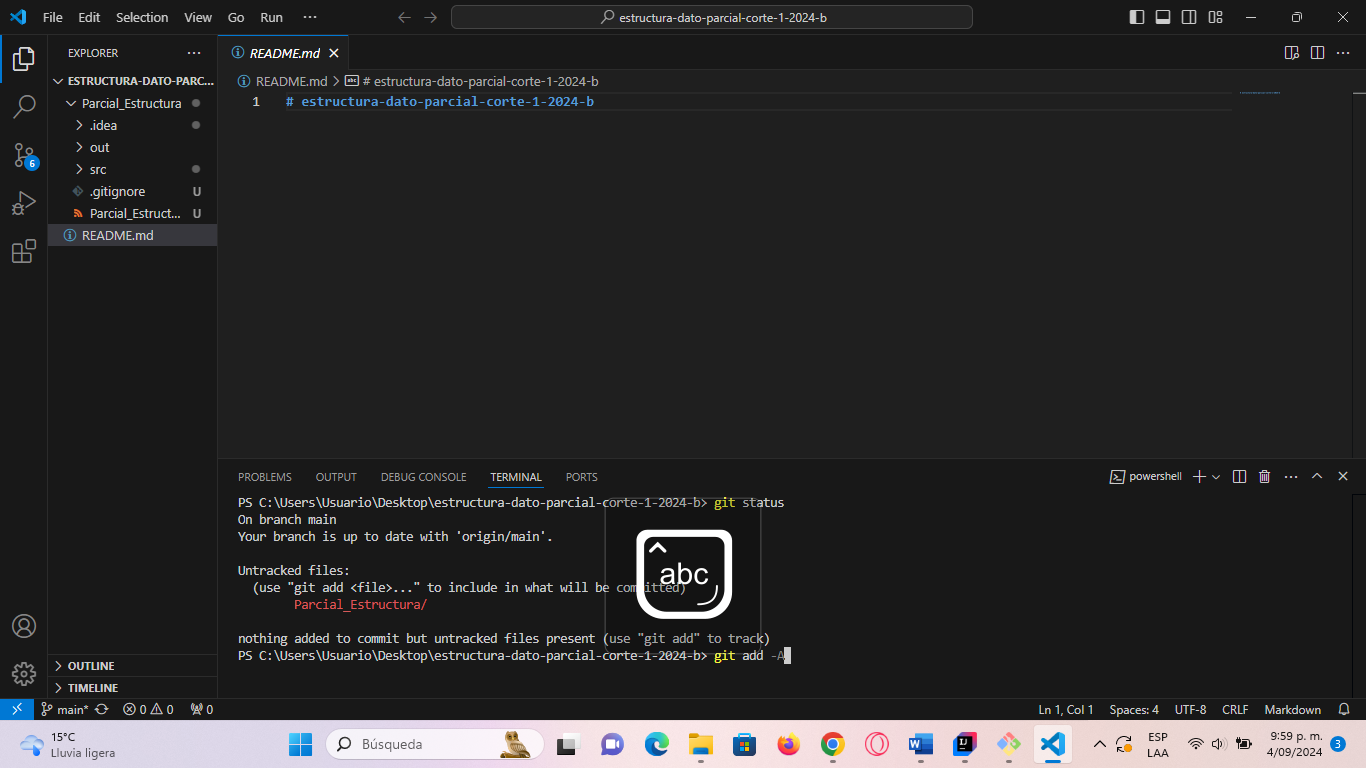 File Edit Selection View Go Run ···
estructura-dato-parcial-corte-1-2024-b
EXPLORER
ESTRUCTURA-DATO-PARC...
Parcial_Estructura
.idea
out
src
.gitignore U
Parcial_Estruct... U
README.md
OUTLINE
TIMELINE
6
README.md
README.md > # estructura-dato-parcial-corte-1-2024-b
1 # estructura-dato-parcial-corte-1-2024-b
PROBLEMS OUTPUT DEBUG CONSOLE TERMINAL PORTS
powershell
PS C:\Users\Usuario\Desktop\estructura-dato-parcial-corte-1-2024-b> git status
On branch main
Your branch is up to date with 'origin/main'.
Untracked files:
(use "git add <file>..." to include in what will be committed)
Parcial_Estructura/
nothing added to commit but untracked files present (use "git add" to track)
PS C:\Users\Usuario\Desktop\estructura-dato-parcial-corte-1-2024-b> git add -A
abc
main* 0 0 0
Ln 1, Col 1 Spaces: 4 UTF-8 CRLF Markdown
15°C
Lluvia ligera
Búsqueda
ESP
LAA
9:59 p. m.
4/09/2024
3